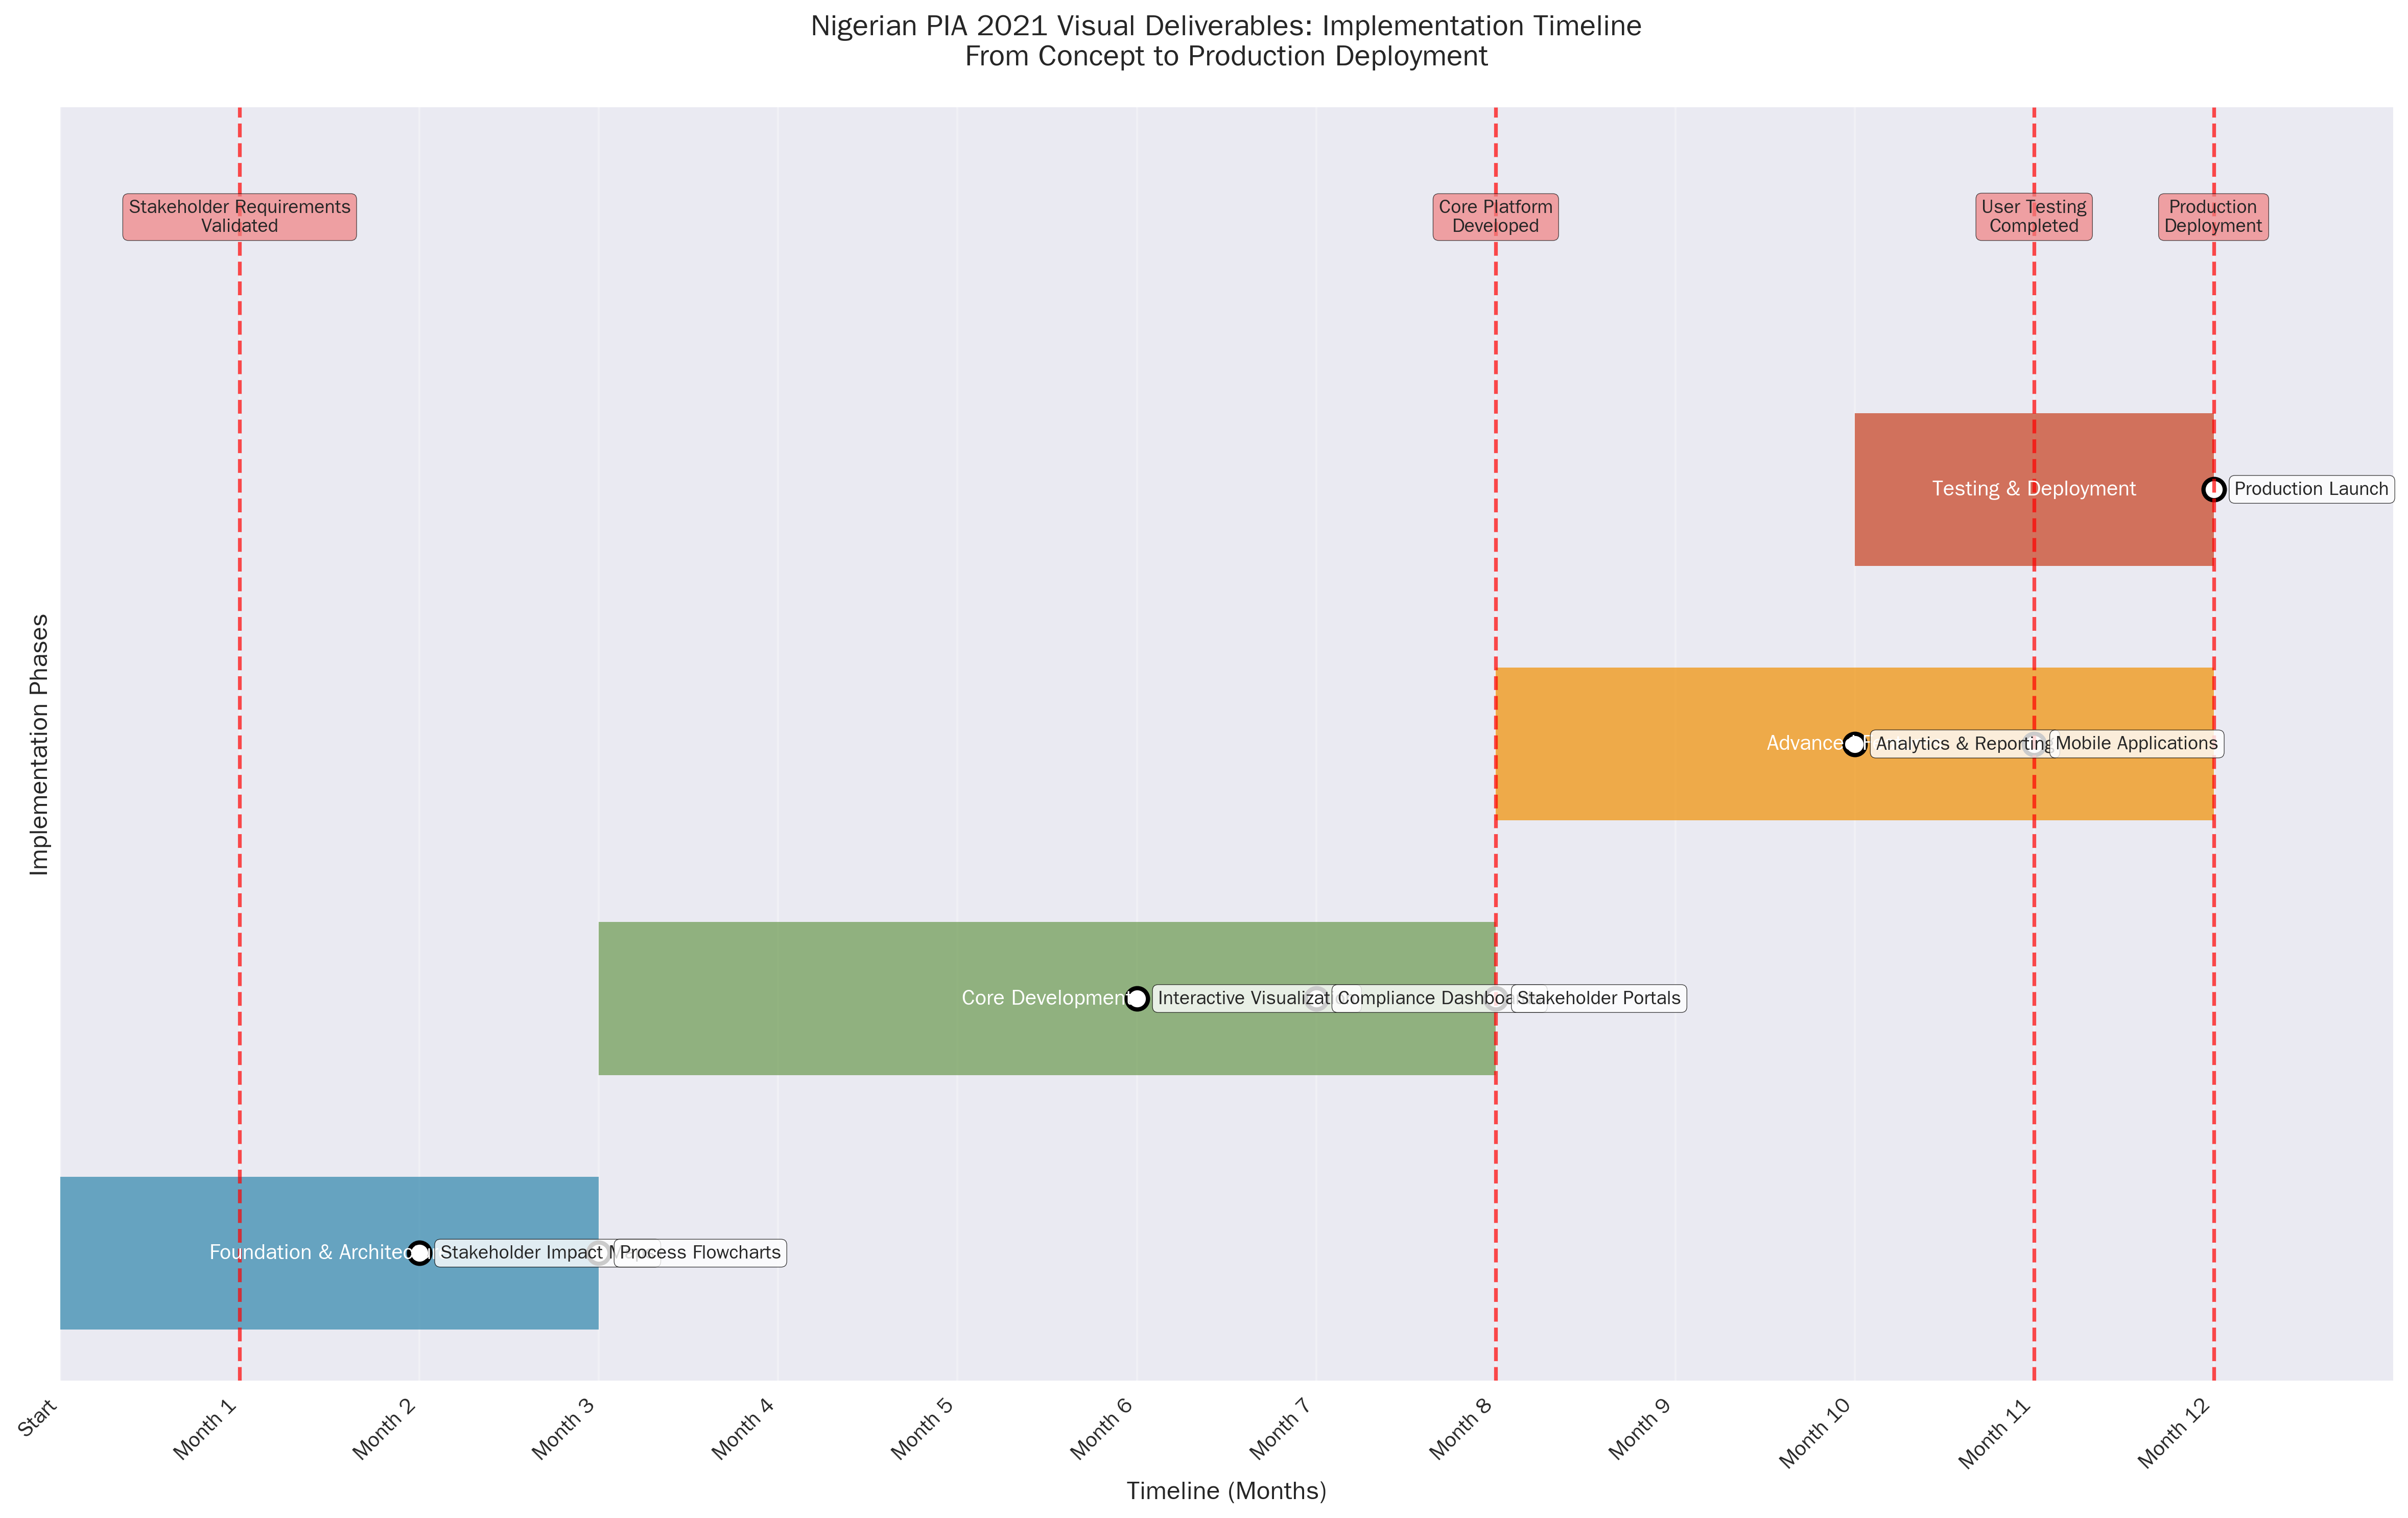 Nigerian PIA 2021 Visual Deliverables: Implementation Timeline
From Concept to Production Deployment
Stakeholder Requirements
Validated
Core Platform
Developed
User Testing
Completed
Production
Deployment
Implementation Phases
Testing & Deployment
Production Launch
Analytics & Reporting
Mobile Applications
Core Development
Interactive
Compliance
Stakeholder Portals
Foundation &
Stakeholder Impact
Process Flowcharts
Start
Month 1
Month 2
Month 3
Month 4
Month 5
Month 6
Month 7
Month 8
Month 9
Month 10
Month 11
Month 12
Timeline (Months)